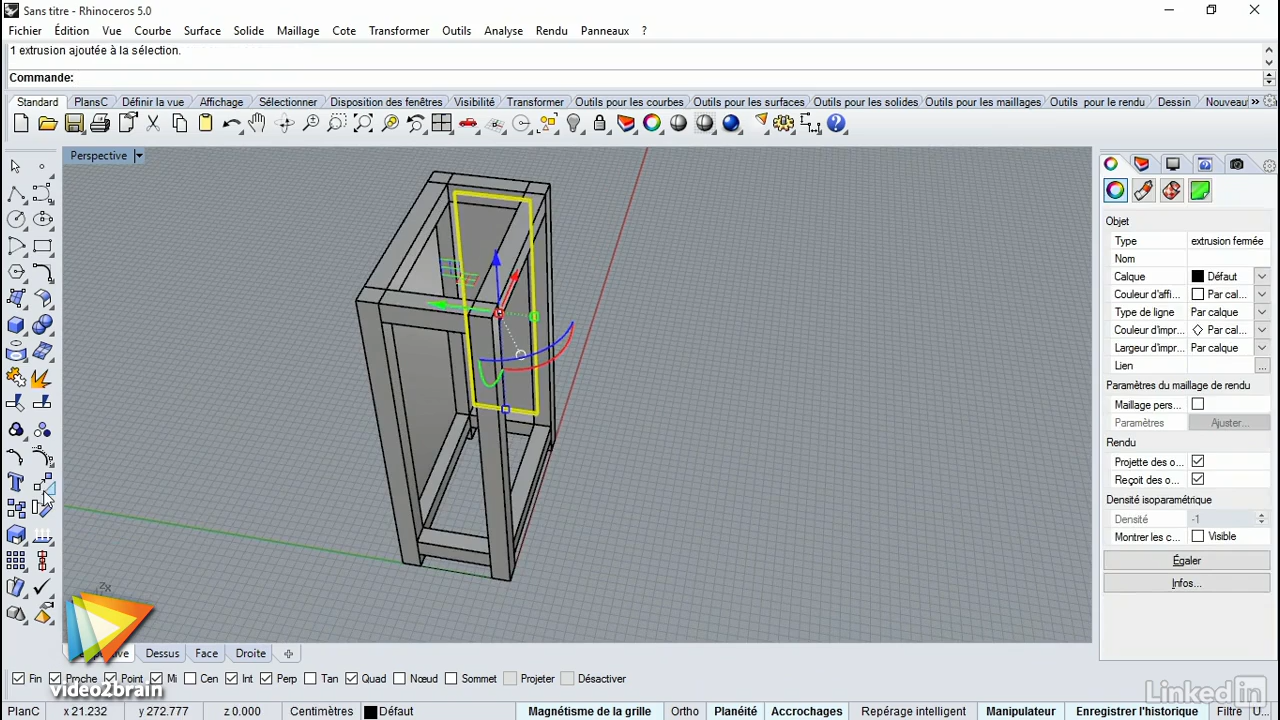 Sans titre - Rhinoceros 5.0
Fichier Édition Vue Courbe Surface Solide Maillage Cote Transformer Outils Analyse Rendu Panneaux ?
1 extrusion ajoutée à la sélection.
Commande:
Standard PlansC Définir la vue Affichage Sélectionner Disposition des fenêtres Visibilité Transformer Outils pour les courbes Outils pour les surfaces Outils pour les solides Outils pour les maillages Outils pour le rendu Dessin Nouveau
Perspective
Objet
Type extrusion fermée
Nom
Calque Défaut
Couleur d'affi... Par cal...
Type de ligne Par calque
Couleur d'impr... Par cal...
Largeur d'impr... Par calque
Lien ...
Paramètres du maillage de rendu
Maillage pers...
Paramètres Ajuster...
Rendu
Projette des o...
Reçoit des o...
Densité isoparamétrique
Densité -1
Montrer les c... Visible
Égaler
Infos...
z x
Dessus Face Droite
Fin Proche Point Mi Cen Int Perp Tan Quad Nœud Sommet Projeter Désactiver
video2brain
LinkedIn
PlanC x 21.232 y 272.777 z 0.000 Centimètres Défaut Magnétisme de la grille Ortho Planéité Accrochages Repérage intelligent Manipulateur Enregistrer l'historique Filtre U...